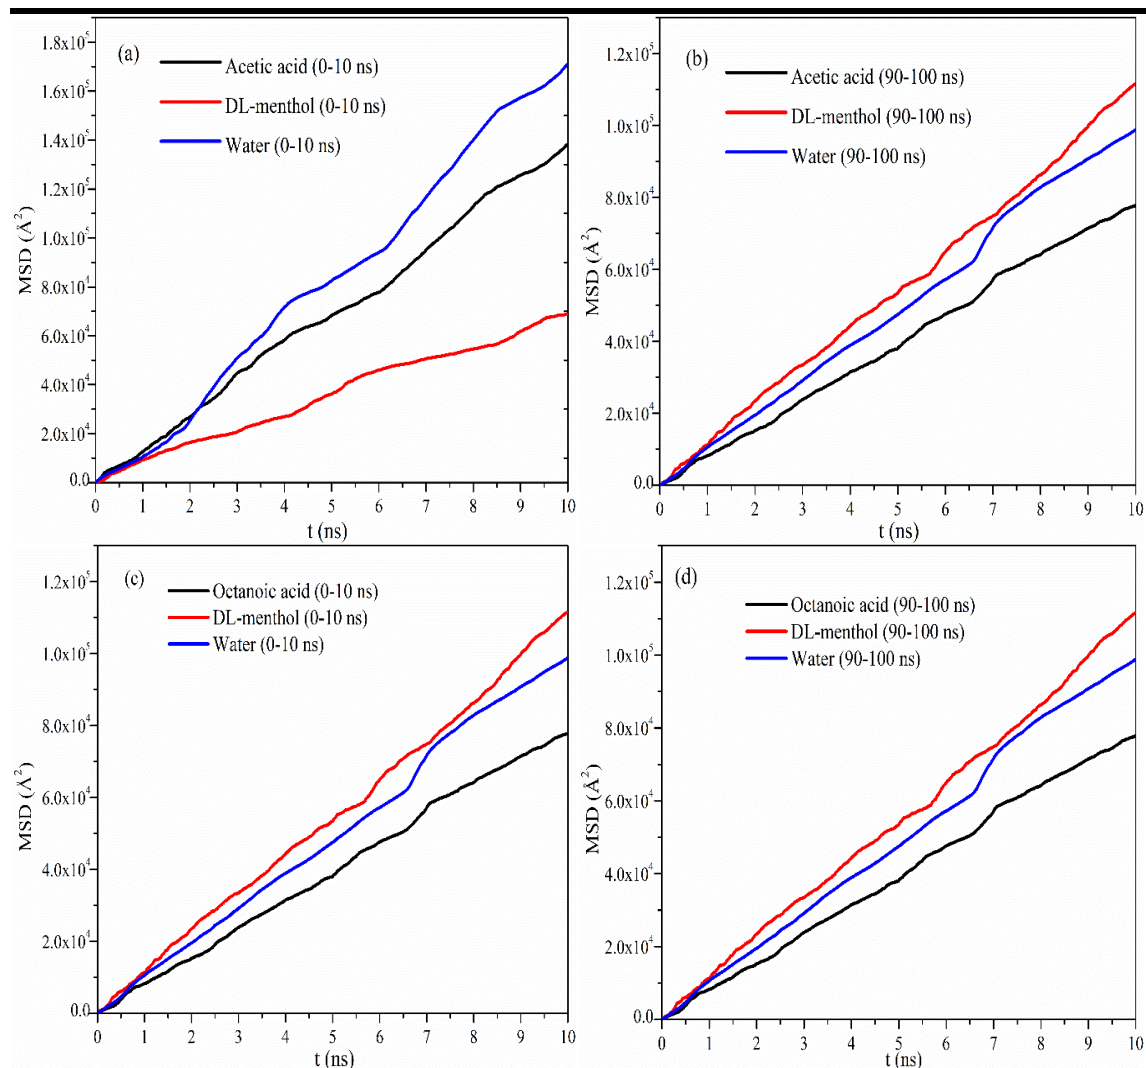 (a)
Acetic acid (0-10 ns)
DL-menthol (0-10 ns)
Water (0-10 ns)
1.8x10⁵
1.6x10⁵
1.4x10⁵
1.2x10⁵
1.0x10⁵
8.0x10⁴
6.0x10⁴
4.0x10⁴
2.0x10⁴
0.0
MSD (Å²)
0 1 2 3 4 5 6 7 8 9 10
t (ns)
(b)
Acetic acid (90-100 ns)
DL-menthol (90-100 ns)
Water (90-100 ns)
1.2x10⁵
1.0x10⁵
8.0x10⁴
6.0x10⁴
4.0x10⁴
2.0x10⁴
0.0
MSD (Å²)
0 1 2 3 4 5 6 7 8 9 10
t (ns)
(c)
Octanoic acid (0-10 ns)
DL-menthol (0-10 ns)
Water (0-10 ns)
1.2x10⁵
1.0x10⁵
8.0x10⁴
6.0x10⁴
4.0x10⁴
2.0x10⁴
0.0
MSD (Å²)
0 1 2 3 4 5 6 7 8 9 10
t (ns)
(d)
Octanoic acid (90-100 ns)
DL-menthol (90-100 ns)
Water (90-100 ns)
1.2x10⁵
1.0x10⁵
8.0x10⁴
6.0x10⁴
4.0x10⁴
2.0x10⁴
0.0
MSD (Å²)
0 1 2 3 4 5 6 7 8 9 10
t (ns)